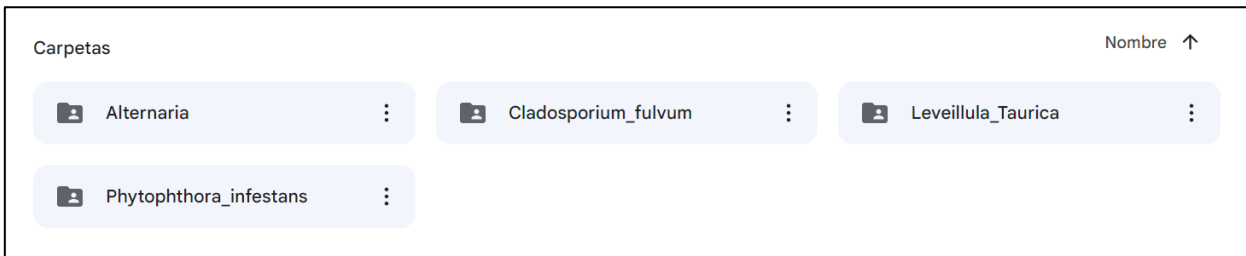 Carpetas
Nombre
Alternaria
Cladosporium_fulvum
Leveillula_Taurica
Phytophthora_infestans